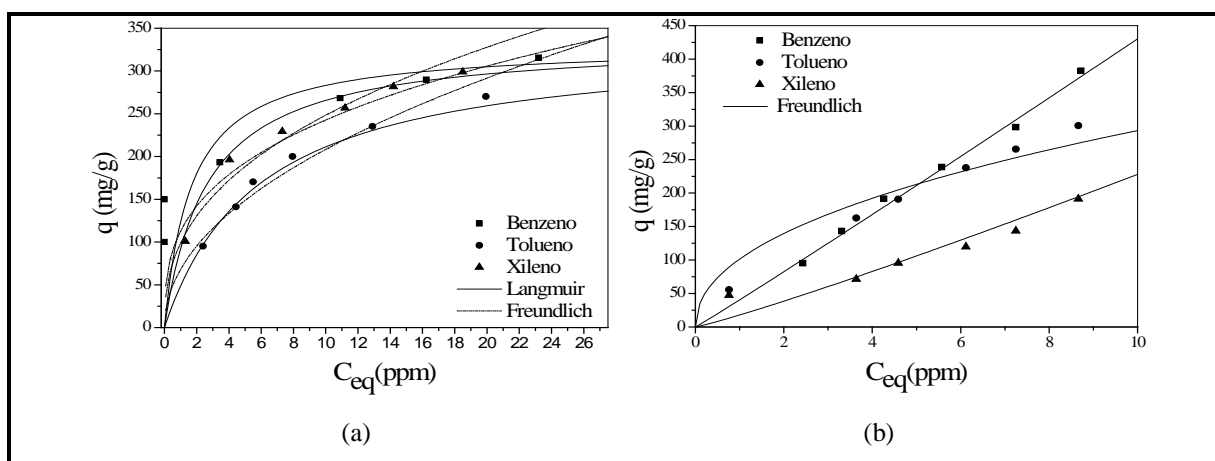 350
300
250
200
150
100
50
0
q (mg/g)
Benzeno
Tolueno
Xileno
Langmuir
Freundlich
0 2 4 6 8 10 12 14 16 18 20 22 24 26
Ceq(ppm)
(a)
450
400
350
300
250
200
150
100
50
0
q (mg/g)
Benzeno
Tolueno
Xileno
Freundlich
0 2 4 6 8 10
Ceq(ppm)
(b)